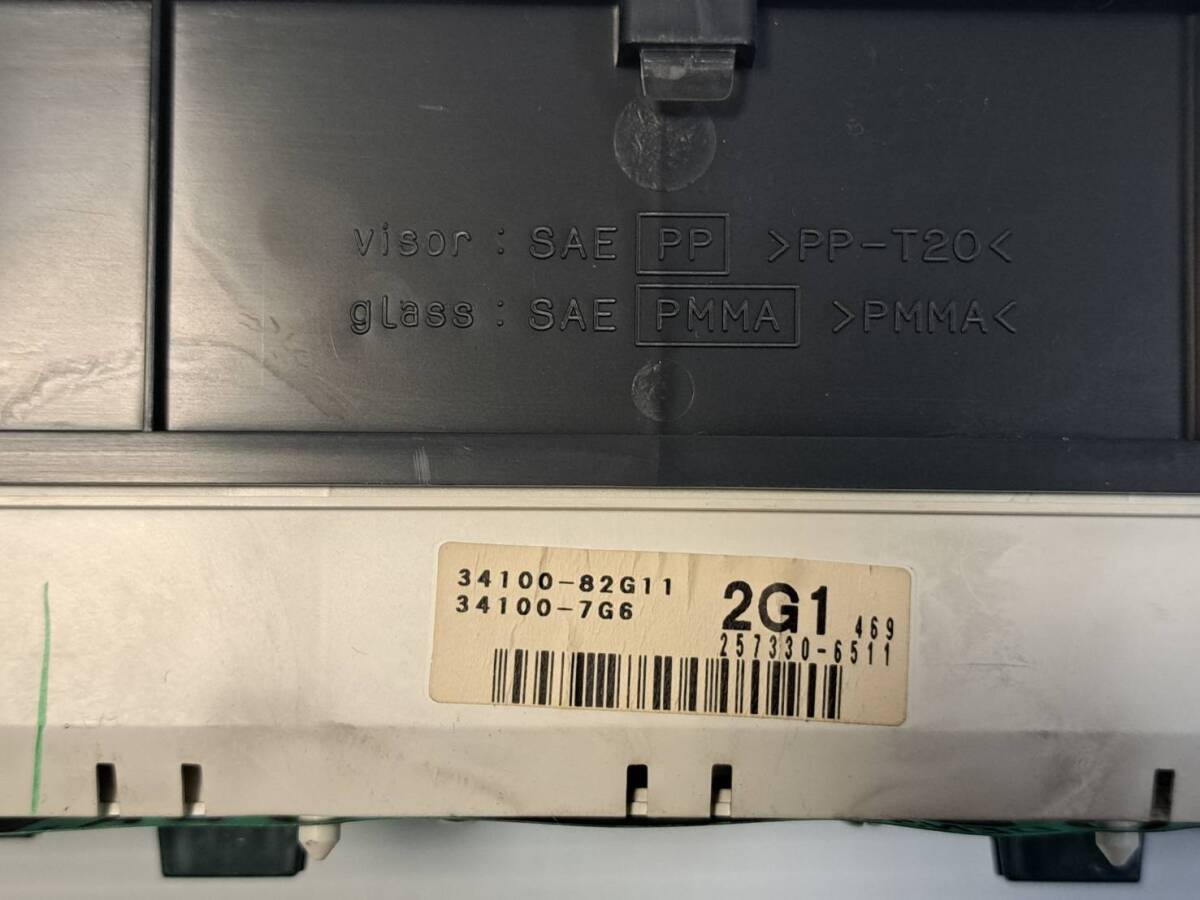 visor : SAE PP >PP-T20<
glass : SAE PMMA >PMMA<
34100-82G11
34100-7G6
2G1 469
257330-6511